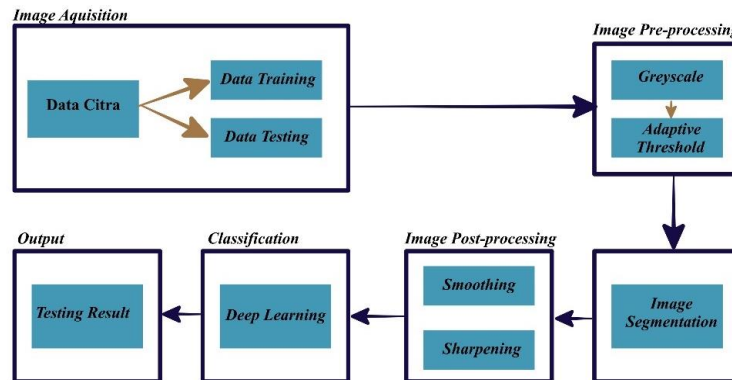 Image Aquisition
Data Citra
Data Training
Data Testing
Image Pre-processing
Greyscale
Adaptive
Threshold
Image
Segmentation
Image Post-processing
Smoothing
Sharpening
Classification
Deep Learning
Output
Testing Result